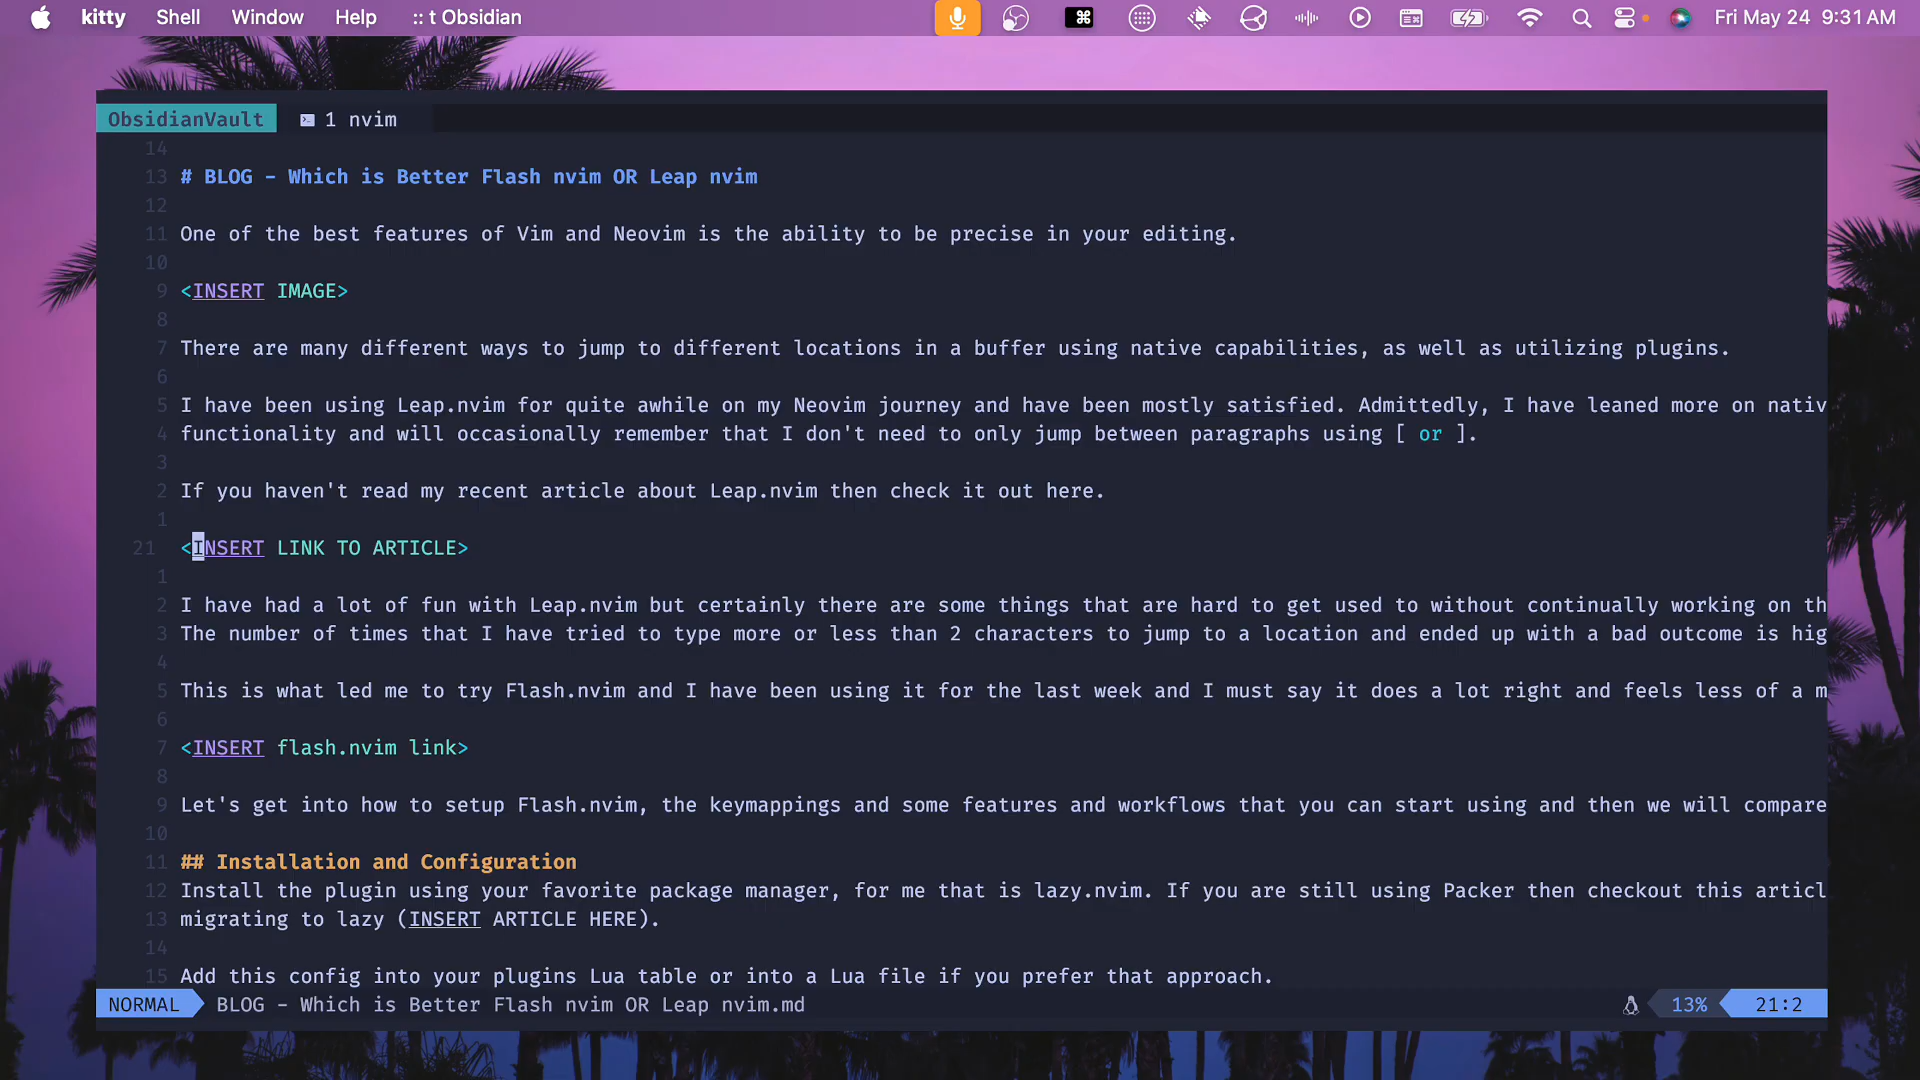 kitty Shell Window Help :: t Obsidian Fri May 24 9:31 AM
ObsidianVault 1 nvim
14
13 # BLOG - Which is Better Flash nvim OR Leap nvim
12
11 One of the best features of Vim and Neovim is the ability to be precise in your editing.
10
9 <INSERT IMAGE>
8
7 There are many different ways to jump to different locations in a buffer using native capabilities, as well as utilizing plugins.
6
5 I have been using Leap.nvim for quite awhile on my Neovim journey and have been mostly satisfied. Admittedly, I have leaned more on nativ
4 functionality and will occasionally remember that I don't need to only jump between paragraphs using [ or ].
3
2 If you haven't read my recent article about Leap.nvim then check it out here.
1
21 <INSERT LINK TO ARTICLE>
1
2 I have had a lot of fun with Leap.nvim but certainly there are some things that are hard to get used to without continually working on th
3 The number of times that I have tried to type more or less than 2 characters to jump to a location and ended up with a bad outcome is hig
4
5 This is what led me to try Flash.nvim and I have been using it for the last week and I must say it does a lot right and feels less of a m
6
7 <INSERT flash.nvim link>
8
9 Let's get into how to setup Flash.nvim, the keymappings and some features and workflows that you can start using and then we will compare
10
11 ## Installation and Configuration
12 Install the plugin using your favorite package manager, for me that is lazy.nvim. If you are still using Packer then checkout this articl
13 migrating to lazy (INSERT ARTICLE HERE).
14
15 Add this config into your plugins Lua table or into a Lua file if you prefer that approach.
NORMAL BLOG - Which is Better Flash nvim OR Leap nvim.md 13% 21:2